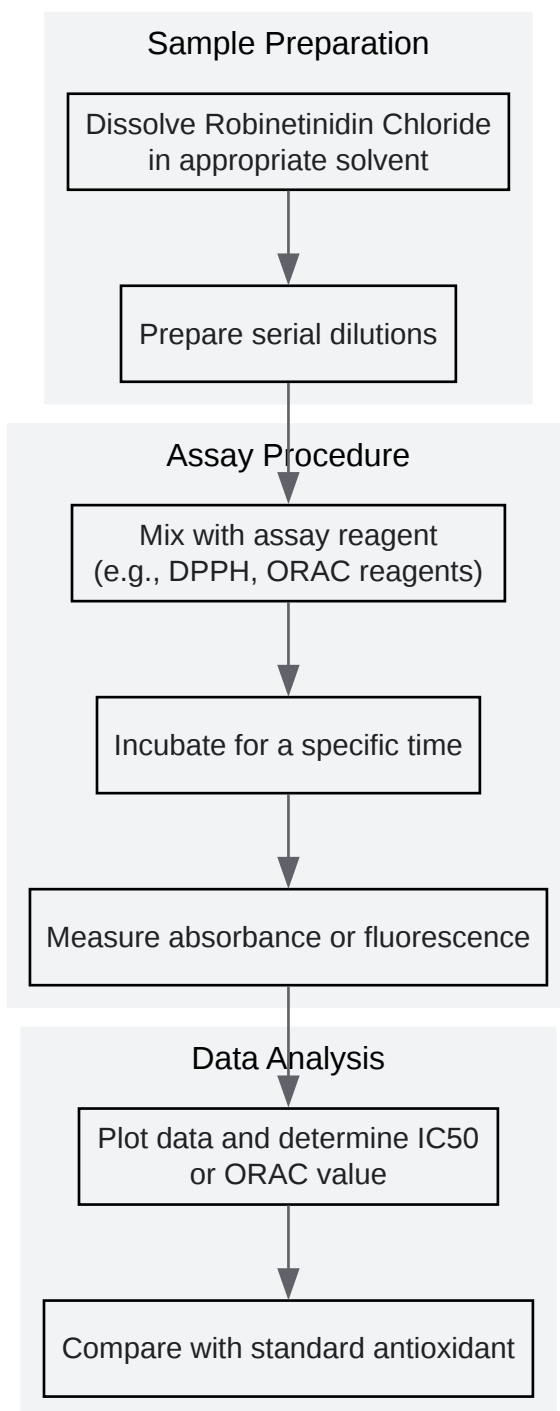 Sample Preparation
Dissolve Robinetinidin Chloride
in appropriate solvent
Prepare serial dilutions
Assay Procedure
Mix with assay reagent
(e.g., DPPH, ORAC reagents)
Incubate for a specific time
Measure absorbance or fluorescence
Data Analysis
Plot data and determine IC50
or ORAC value
Compare with standard antioxidant